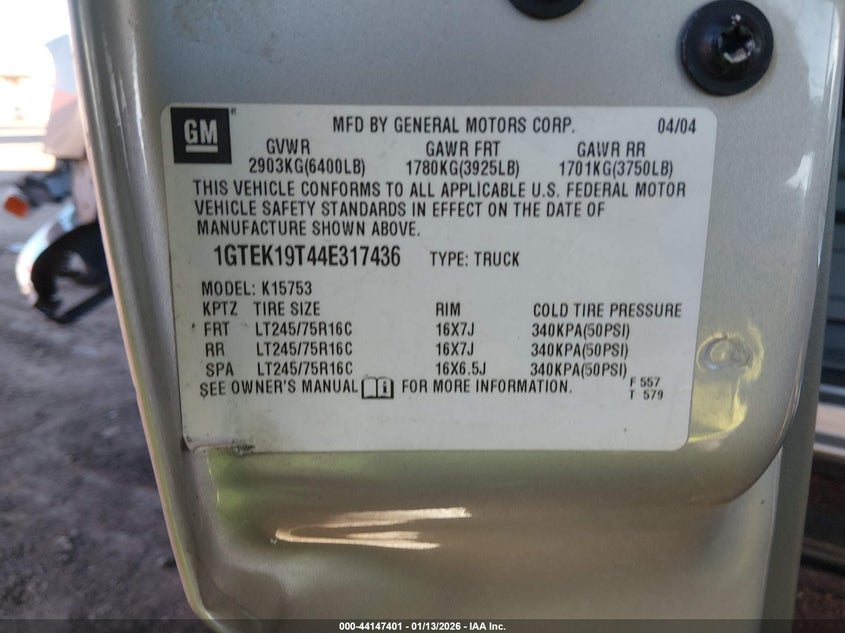 GM
MFD BY GENERAL MOTORS CORP. 04/04
GVWR GAWR FRT GAWR RR
2903KG(6400LB) 1780KG(3925LB) 1701KG(3750LB)
THIS VEHICLE CONFORMS TO ALL APPLICABLE U.S. FEDERAL MOTOR
VEHICLE SAFETY STANDARDS IN EFFECT ON THE DATE OF
MANUFACTURE SHOWN ABOVE.
1GTEK19T44E317436 TYPE: TRUCK
MODEL: K15753
KPTZ TIRE SIZE RIM COLD TIRE PRESSURE
FRT LT245/75R16C 16X7J 340KPA(50PSI)
RR LT245/75R16C 16X7J 340KPA(50PSI)
SPA LT245/75R16C 16X6.5J 340KPA(50PSI)
SEE OWNER'S MANUAL i FOR MORE INFORMATION. F 557
T 579
000-44147401 - 01/13/2026 - IAA Inc.